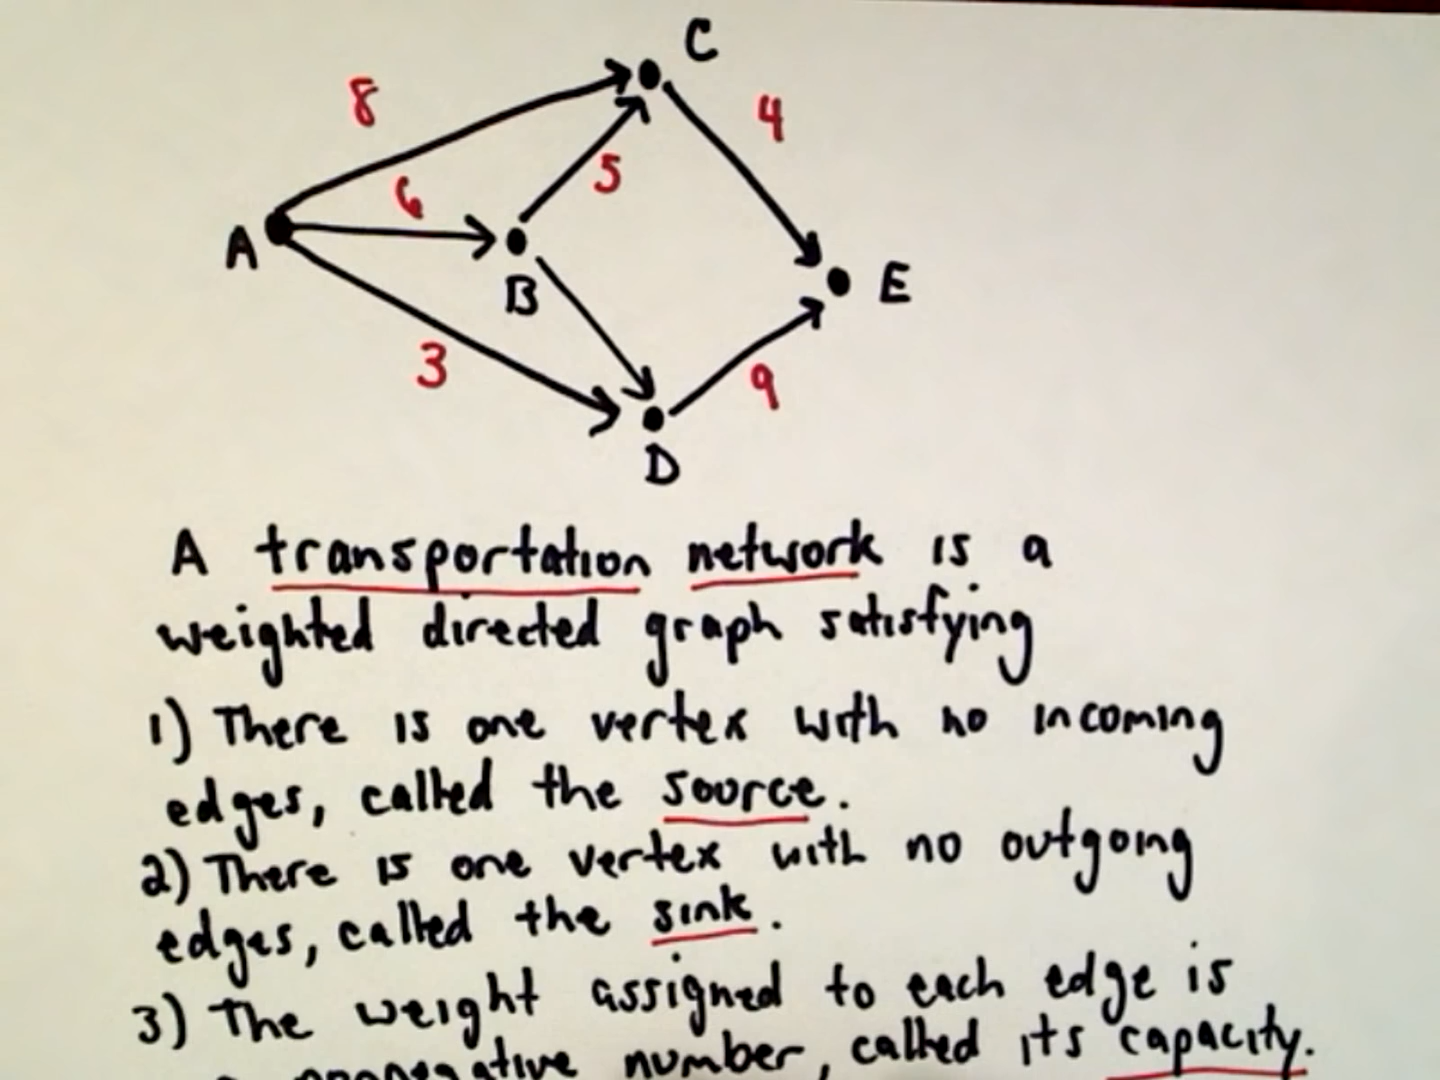 C
8
4
5
6
A
E
B
3
9
D
A transportation network is a
weighted directed graph satisfying
1) There is one vertex with no incoming
edges, called the source.
2) There is one vertex with no outgoing
edges, called the sink.
3) The weight assigned to each edge is
a nonnegative number, called its capacity.